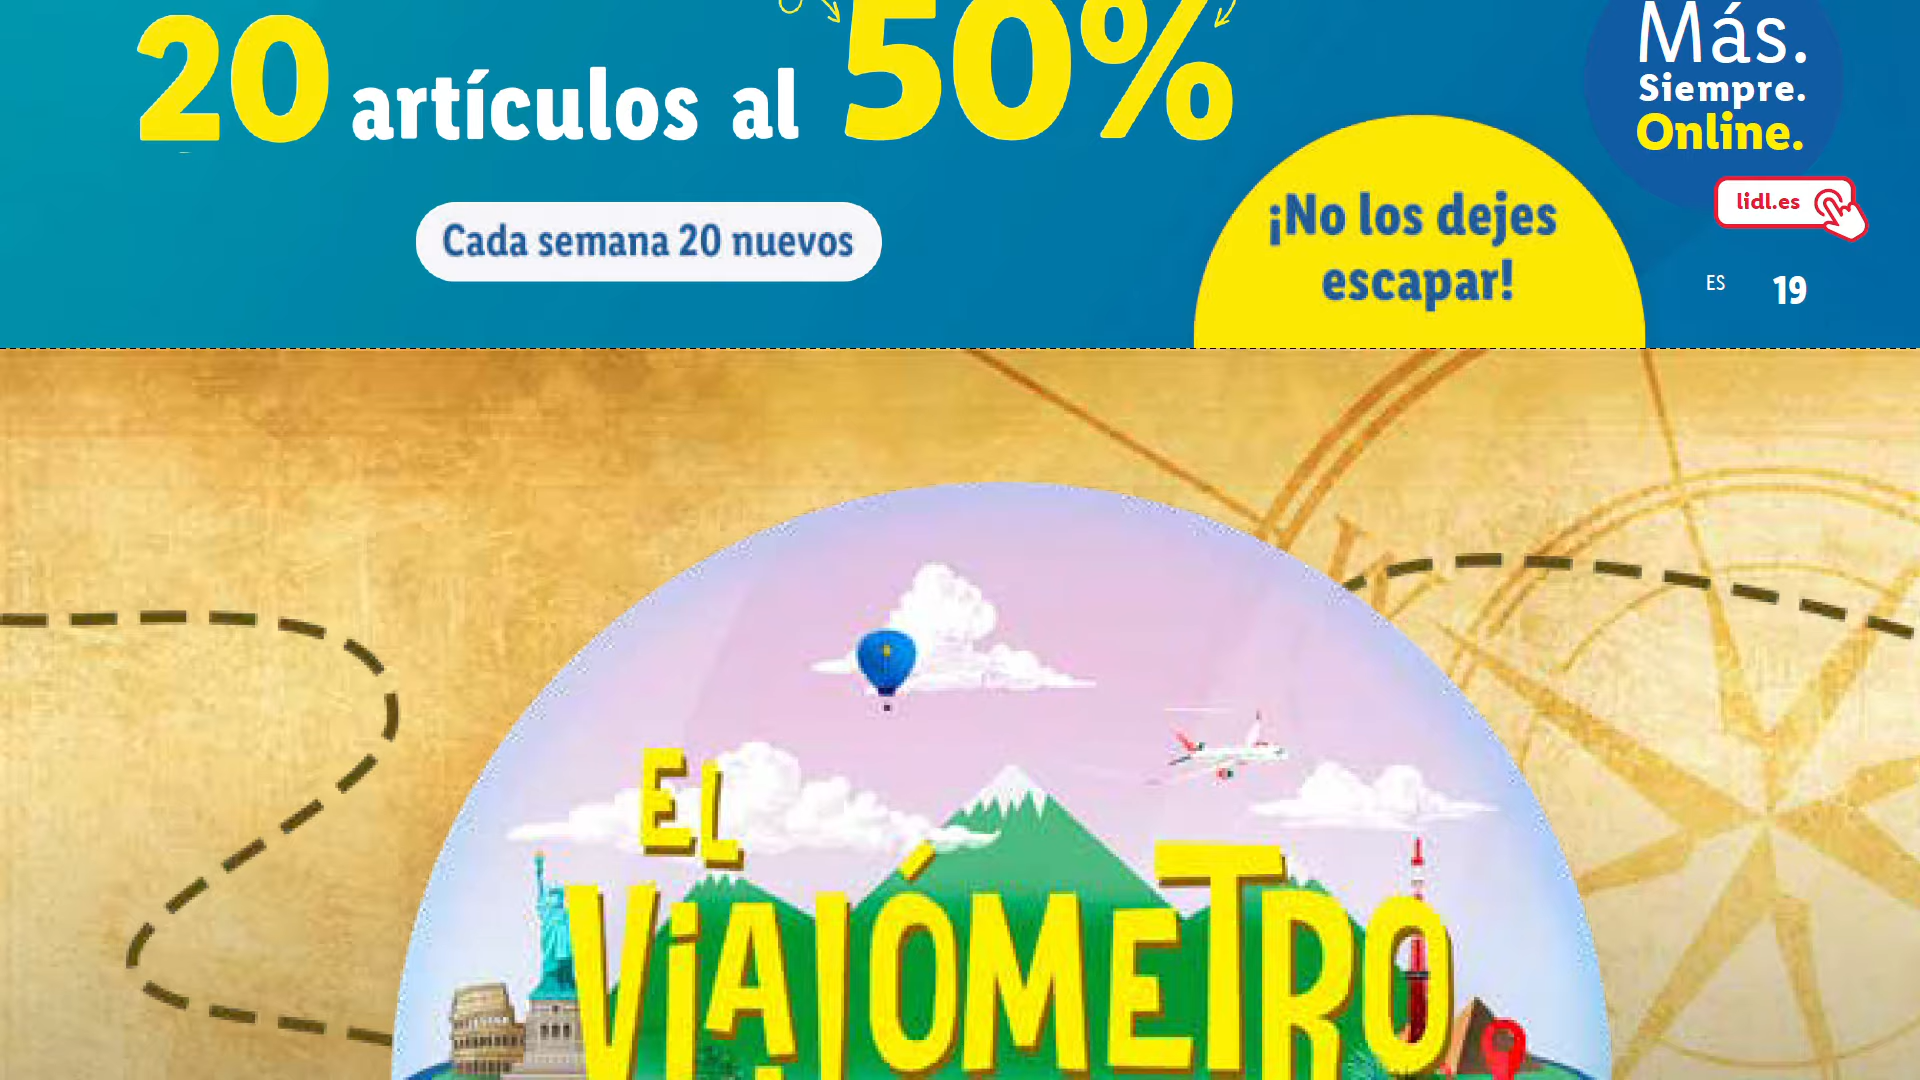 20 artículos al 50%
Cada semana 20 nuevos
¡No los dejes
escapar!
Más.
Siempre.
Online.
lidl.es
ES 19
EL
VIAJÓMETRO